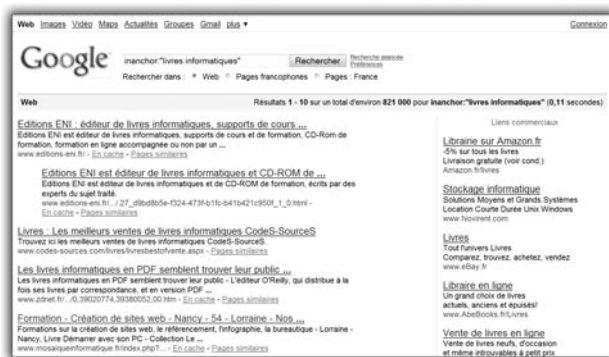 Web Images Vidéo Maps Actualités Groupes Gmail plus ▼
Connexion
Google
inanchor:"livres informatiques"
Rechercher
Recherche avancée
Préférences
Rechercher dans : Web Pages francophones Pages : France
Web
Résultats 1 - 10 sur un total d'environ 821 000 pour inanchor:"livres informatiques" (0,11 secondes)
Editions ENI : éditeur de livres informatiques, supports de cours ...
Editions ENI est éditeur de livres informatiques, supports de cours et de formation, CD-Rom de
formation, formation en ligne accompagnée ou non par un ...
www.editions-eni.fr/ - En cache - Pages similaires
Editions ENI est éditeur de livres informatiques et CD-ROM de ...
Editions ENI est éditeur de livres informatiques et de CD-ROM de formation, écrits par des
experts du sujet traité.
www.editions-eni.fr/.../.27_d9bd8b5e-f324-473f-b1fc-b41b421c950f_1_0.html -
En cache - Pages similaires
Livres : Les meilleurs ventes de livres informatiques CodeS-SourceS
Trouvez ici les meilleurs ventes de livres informatiques CodeS-SourceS.
www.codes-sources.com/livres/livresbestofvente.aspx - Pages similaires
Les livres informatiques en PDF semblent trouver leur public ...
Les livres informatiques en PDF semblent trouver leur public - L'éditeur O'Reilly, qui distribue à la
fois ses livres par correspondance, et en version PDF ...
www.zdnet.fr/.../0,39020774,39380052,00.htm - En cache - Pages similaires
Formation - Création de sites web - Nancy - 54 - Lorraine - Nos ...
Formations sur la création de sites web, le référencement, l'infographie, la bureautique - Lorraine -
Nancy, Livre Démarrer avec son PC - Collection Le ...
www.mosaiqueinformatique.fr/index.php?... - En cache - Pages similaires
Liens commerciaux
Librairie sur Amazon.fr
-5% sur tous les livres
Livraison gratuite (voir cond.)
Amazon.fr/livres
Stockage informatique
Solutions Moyens et Grands Systèmes
Location Courte Durée Unix Windows
www.Novirent.com
Livres
Tout l'univers Livres
Comparez, trouvez, achetez, vendez
www.eBay.fr
Libraire en ligne
Un grand choix de livres
actuels, anciens et épuisés!
www.AbeBooks.fr/Livres
Vente de livres en ligne
Vente de livres neufs, d'occasion
et même introuvables à petit prix